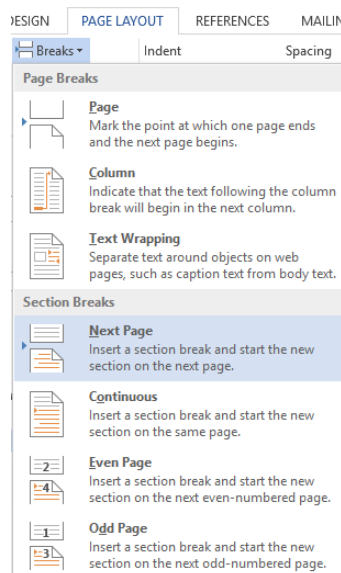 DESIGN PAGE LAYOUT REFERENCES MAILIN
Breaks Indent Spacing
Page Breaks
Page
Mark the point at which one page ends
and the next page begins.
Column
Indicate that the text following the column
break will begin in the next column.
Text Wrapping
Separate text around objects on web
pages, such as caption text from body text.
Section Breaks
Next Page
Insert a section break and start the new
section on the next page.
Continuous
Insert a section break and start the new
section on the same page.
2
4
Even Page
Insert a section break and start the new
section on the next even-numbered page.
1
3
Odd Page
Insert a section break and start the new
section on the next odd-numbered page.